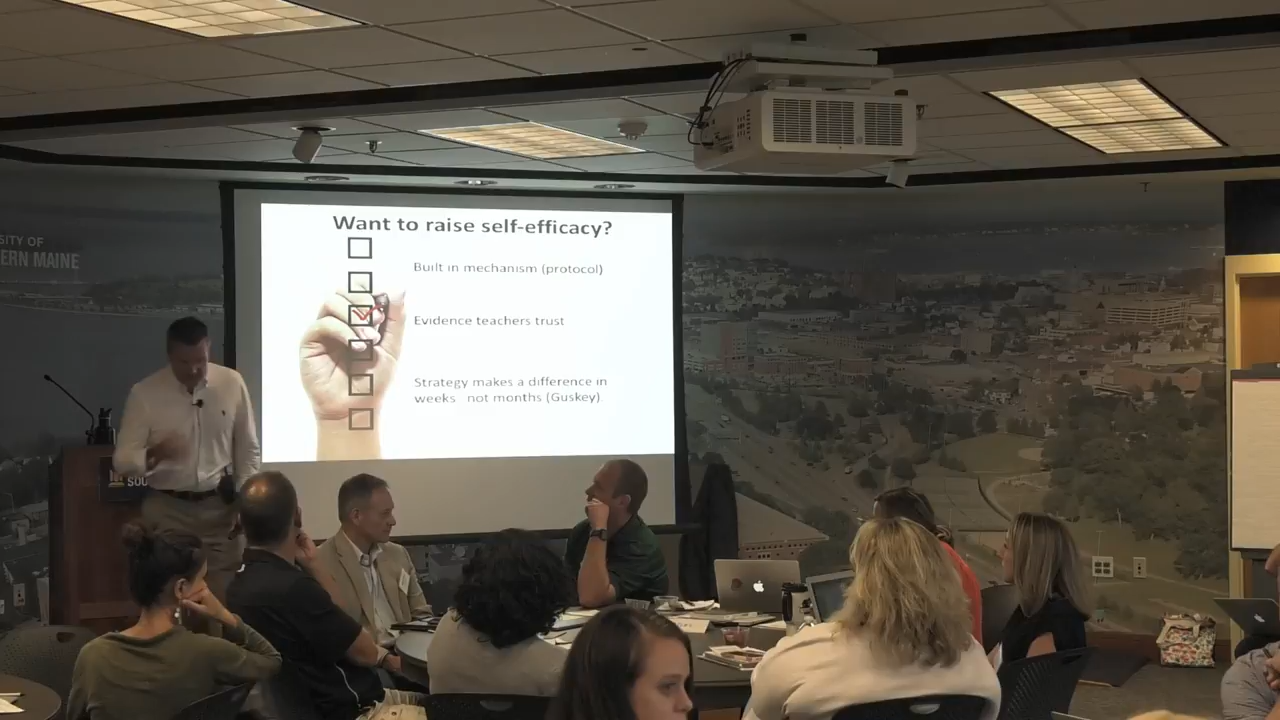 SITY OF
ERN MAINE
Want to raise self-efficacy?
Built in mechanism (protocol)
Evidence teachers trust
Strategy makes a difference in
weeks not months (Guskey).
SOU